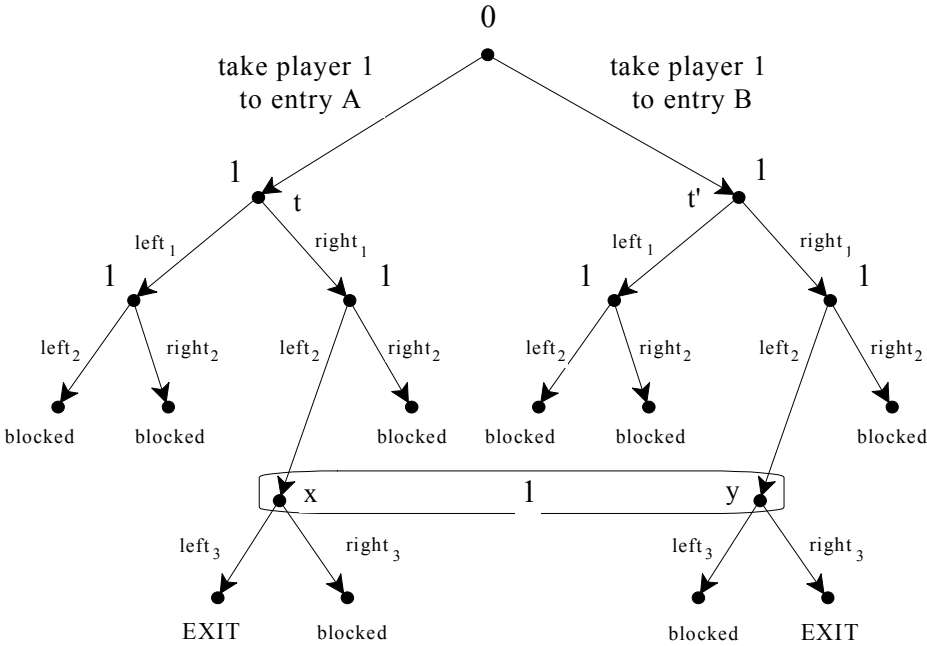 0
take player 1
to entry A
take player 1
to entry B
1
t
t'
1
left1
right1
left1
right1
1
1
1
1
left2
right2
left2
right2
left2
right2
left2
right2
blocked
blocked
blocked
blocked
blocked
blocked
x
1
y
left3
right3
left3
right3
EXIT
blocked
blocked
EXIT